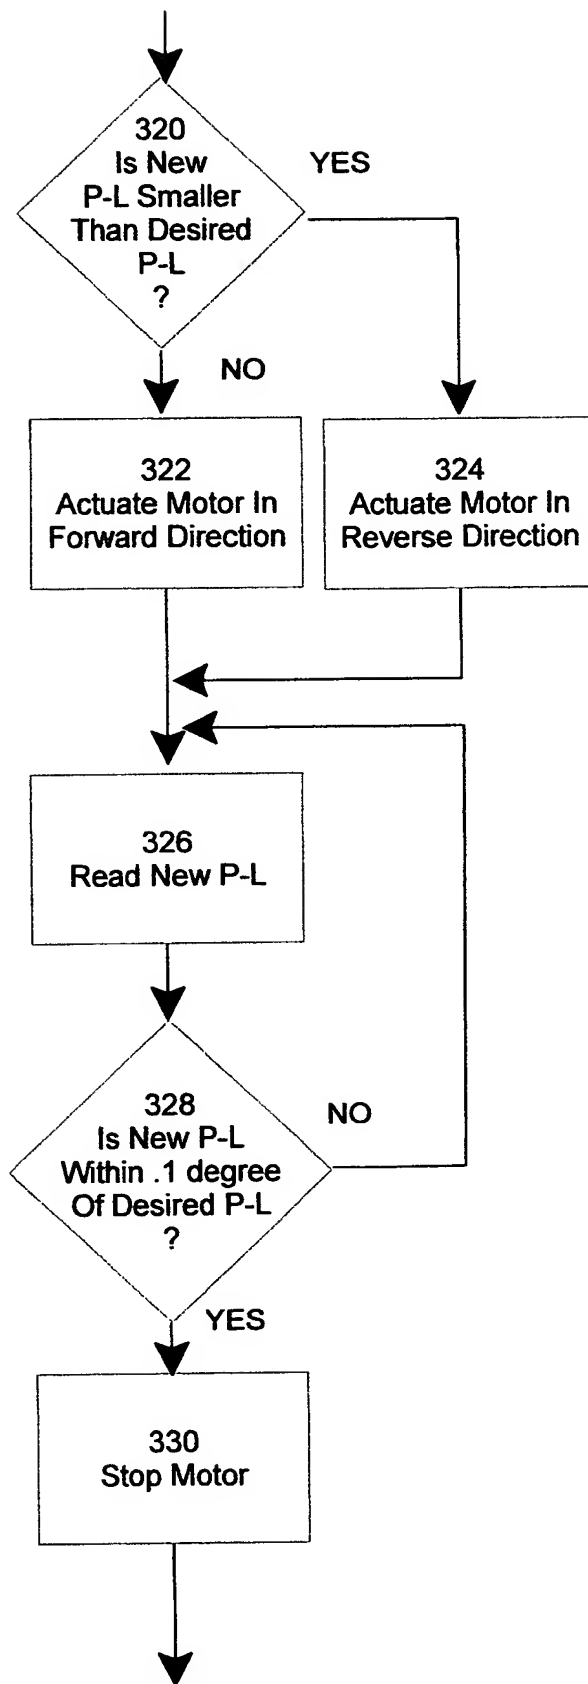 320
Is New
P-L Smaller
Than Desired
P-L
?
YES
NO
322
Actuate Motor In
Forward Direction
324
Actuate Motor In
Reverse Direction
326
Read New P-L
328
Is New P-L
Within .1 degree
Of Desired P-L
?
NO
YES
330
Stop Motor